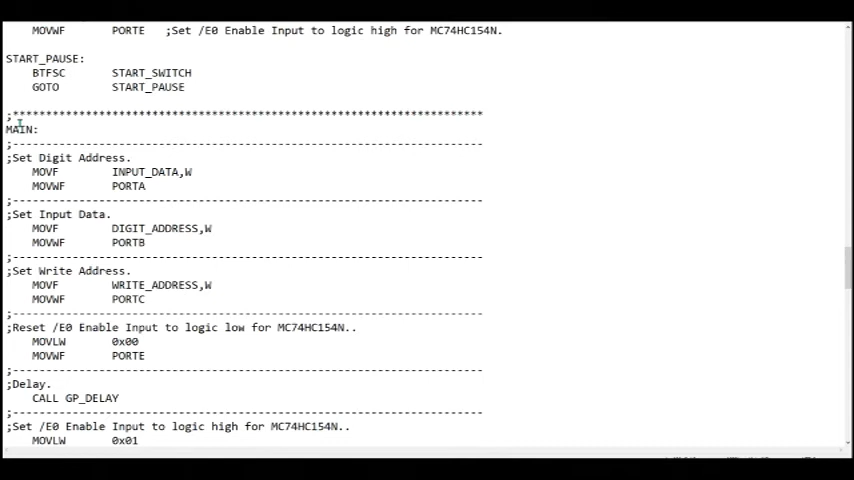 MOVWF PORTE ;Set /E0 Enable Input to logic high for MC74HC154N.
START_PAUSE:
BTFSC START_SWITCH
GOTO START_PAUSE
;***********************************************************************
MAIN:
;-----------------------------------------------------------------------
;Set Digit Address.
MOVF INPUT_DATA,W
MOVWF PORTA
;-----------------------------------------------------------------------
;Set Input Data.
MOVF DIGIT_ADDRESS,W
MOVWF PORTB
;-----------------------------------------------------------------------
;Set Write Address.
MOVF WRITE_ADDRESS,W
MOVWF PORTC
;-----------------------------------------------------------------------
;Reset /E0 Enable Input to logic low for MC74HC154N..
MOVLW 0x00
MOVWF PORTE
;-----------------------------------------------------------------------
;Delay.
CALL GP_DELAY
;-----------------------------------------------------------------------
;Set /E0 Enable Input to logic high for MC74HC154N..
MOVLW 0x01